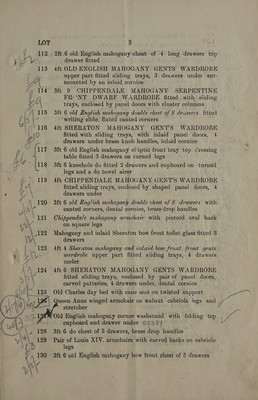 LOT 5
112 2ft 6 old English mahogany chest of 4 long drawers top
drawer fitted
113 4ft OLD ENGLISH MAHOGANY GENTS WARDROBE
upper part fitted sliding trays, 3 drawers under surmounted by an inlaid cornice
114 3ft 9 CHIPPENDALE MAHOGANY SERPENTINE
FRONT DWARF WARDROBE fitted with sliding
trays, enclosed by panel doors with cluster columns
115 3ft 6 old English mahogany double chest of 8 drawers fitted
writing slide, fluted canted corners
116 4ft SHERATON MAHOGANY GENT'S WARDROBE
fitted with sliding trays, with inlaid panel doors, 4
drawers under brass knob handles, inlaid cornice
117 3ft 6 old English mahogany elliptic front tray top dressing
table fitted 3 drawers on turned legs
118 3ft 6 kneehole do fitted 2 drawers and cupboard on turned
legs and a do towel airer
119 4ft CHIPPENDALE MAHOGANY GENTS WARDROBE
fitted sliding trays, enclosed by shaped panel doors, 4
drawers under
120 3ft 6 old English mahogany double chest of 8 drawers with
canted corners, dental cornice, brass drop handles
121 Chippendale mahogany armchair with pierced oval back
on square legs
122 Mahogany and inlaid Sheraton bow front toilet glass fitted 3
drawers
123 4ft 4 Sheraton mahogany and inlaid bow front front gents
wardrobe upper part fitted sliding trays, 4 drawers
under
124 4ft 6 SHERATON MAHOGANY GENTS WARDROBE
fitted sliding trays, enclosed by pair of panel doors,
carved patteries, 4 drawers under, dental cornice
125 Old Charles day bed with cane seat on twisted support
126 Queen Anne winged armchair on walnut cabriole legs and
stretcher
127 Old English mahogany corner washstand with folding top
cupboard and drawer under
128 3ft 6 do chest of 5 drawers, brass drop handles
129 Pair of Louis XIV. armchairs with carved backs on cabriole
legs
130 3ft 6 old English mahogany bow front chest of 5 drawers